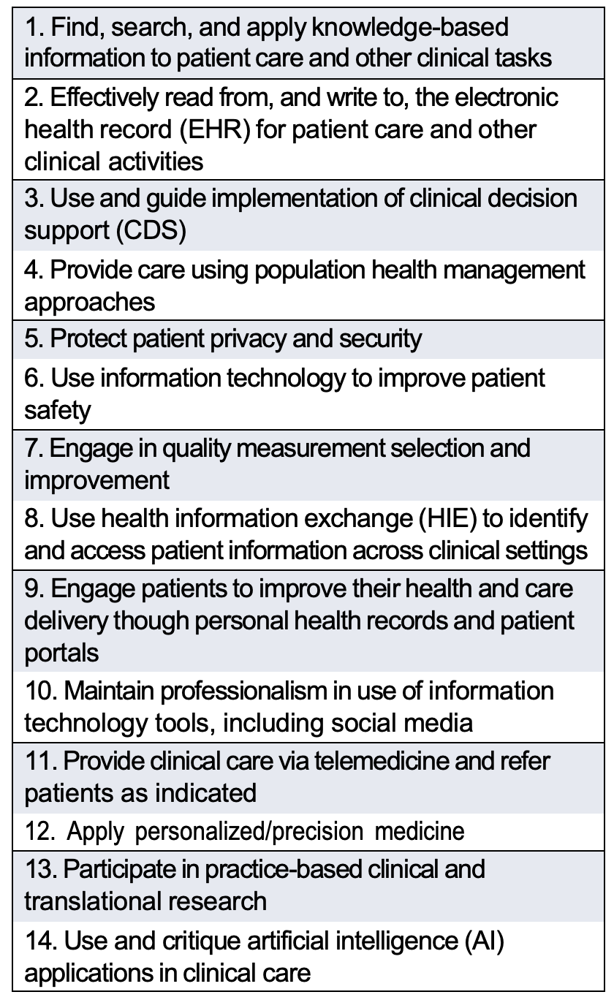 1. Find, search, and apply knowledge-based
information to patient care and other clinical tasks
2. Effectively read from, and write to, the electronic
health record (EHR) for patient care and other
clinical activities
3. Use and guide implementation of clinical decision
support (CDS)
4. Provide care using population health management
approaches
5. Protect patient privacy and security
6. Use information technology to improve patient
safety
7. Engage in quality measurement selection and
improvement
8. Use health information exchange (HIE) to identify
and access patient information across clinical settings
9. Engage patients to improve their health and care
delivery though personal health records and patient
portals
10. Maintain professionalism in use of information
technology tools, including social media
11. Provide clinical care via telemedicine and refer
patients as indicated
12. Apply personalized/precision medicine
13. Participate in practice-based clinical and
translational research
14. Use and critique artificial intelligence (AI)
applications in clinical care